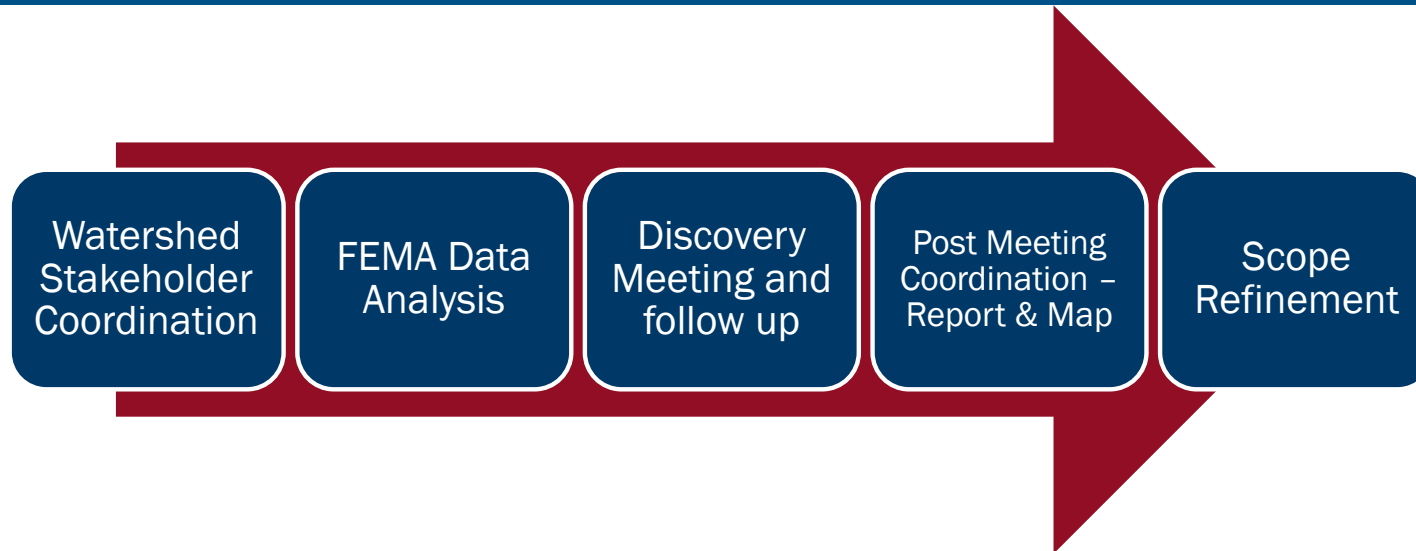 Watershed
Stakeholder
Coordination
FEMA Data
Analysis
Discovery
Meeting and
follow up
Post Meeting
Coordination –
Report & Map
Scope
Refinement